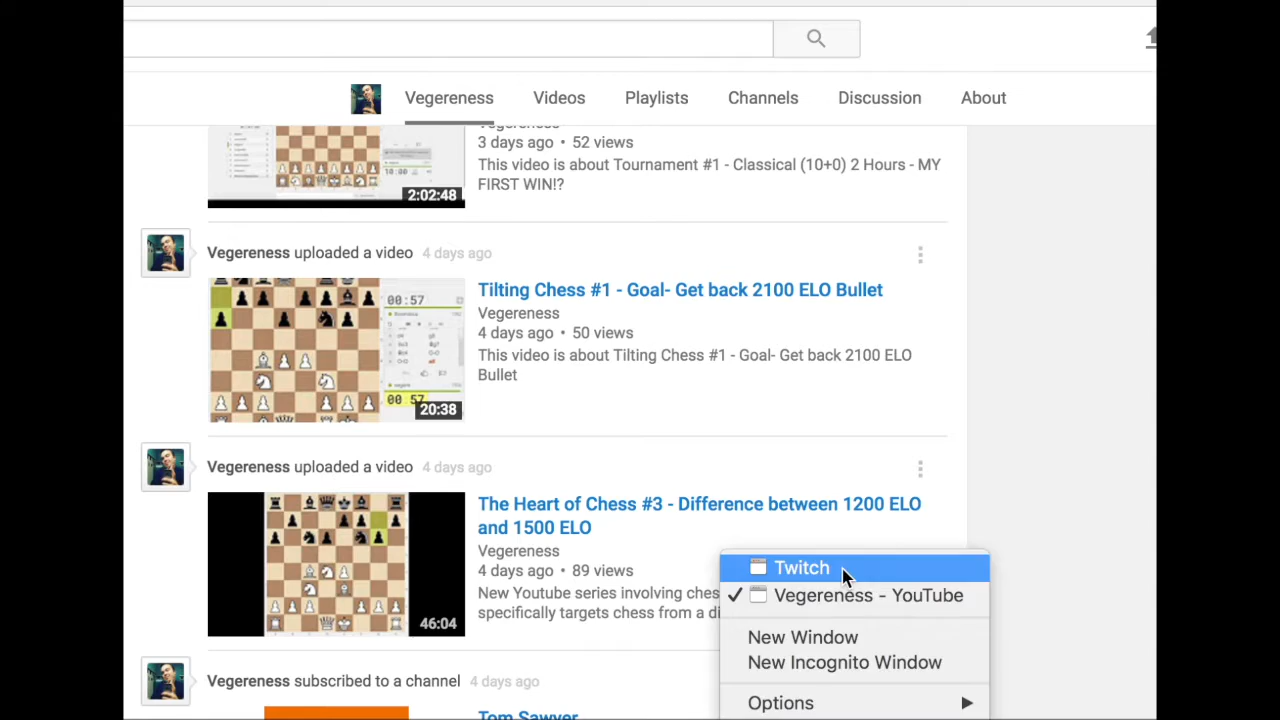 Vegereness
Videos
Playlists
Channels
Discussion
About
3 days ago • 52 views
This video is about Tournament #1 - Classical (10+0) 2 Hours - MY
FIRST WIN!?
2:02:48
Vegereness uploaded a video 4 days ago
Tilting Chess #1 - Goal- Get back 2100 ELO Bullet
Vegereness
4 days ago • 50 views
This video is about Tilting Chess #1 - Goal- Get back 2100 ELO
Bullet
00:57
00 57
20:38
Vegereness uploaded a video 4 days ago
The Heart of Chess #3 - Difference between 1200 ELO
and 1500 ELO
Vegereness
4 days ago • 89 views
New Youtube series involving ches
specifically targets chess from a di
46:04
Vegereness subscribed to a channel 4 days ago
Tom Sawyer
Twitch
Vegereness - YouTube
New Window
New Incognito Window
Options